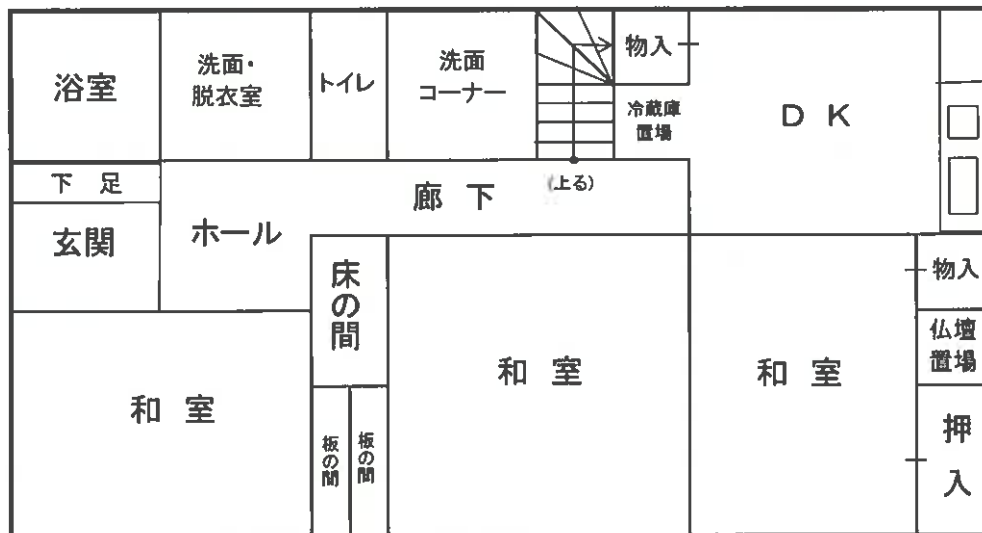 浴室
洗面・
脱衣室
トイレ
洗面
コーナー
物入
冷蔵庫
置場
DK
下足
廊下
(上る)
玄関
ホール
床の間
物入
仏壇
置場
和室
和室
和室
板の間
板の間
押入